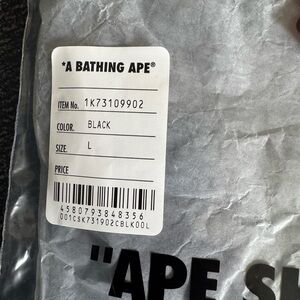 *A BATHING APE®
ITEM No. 1K73109902
COLOR. BLACK
SIZE L
PRICE
4580793848356
001CSK731902CBLK00L
"APE S